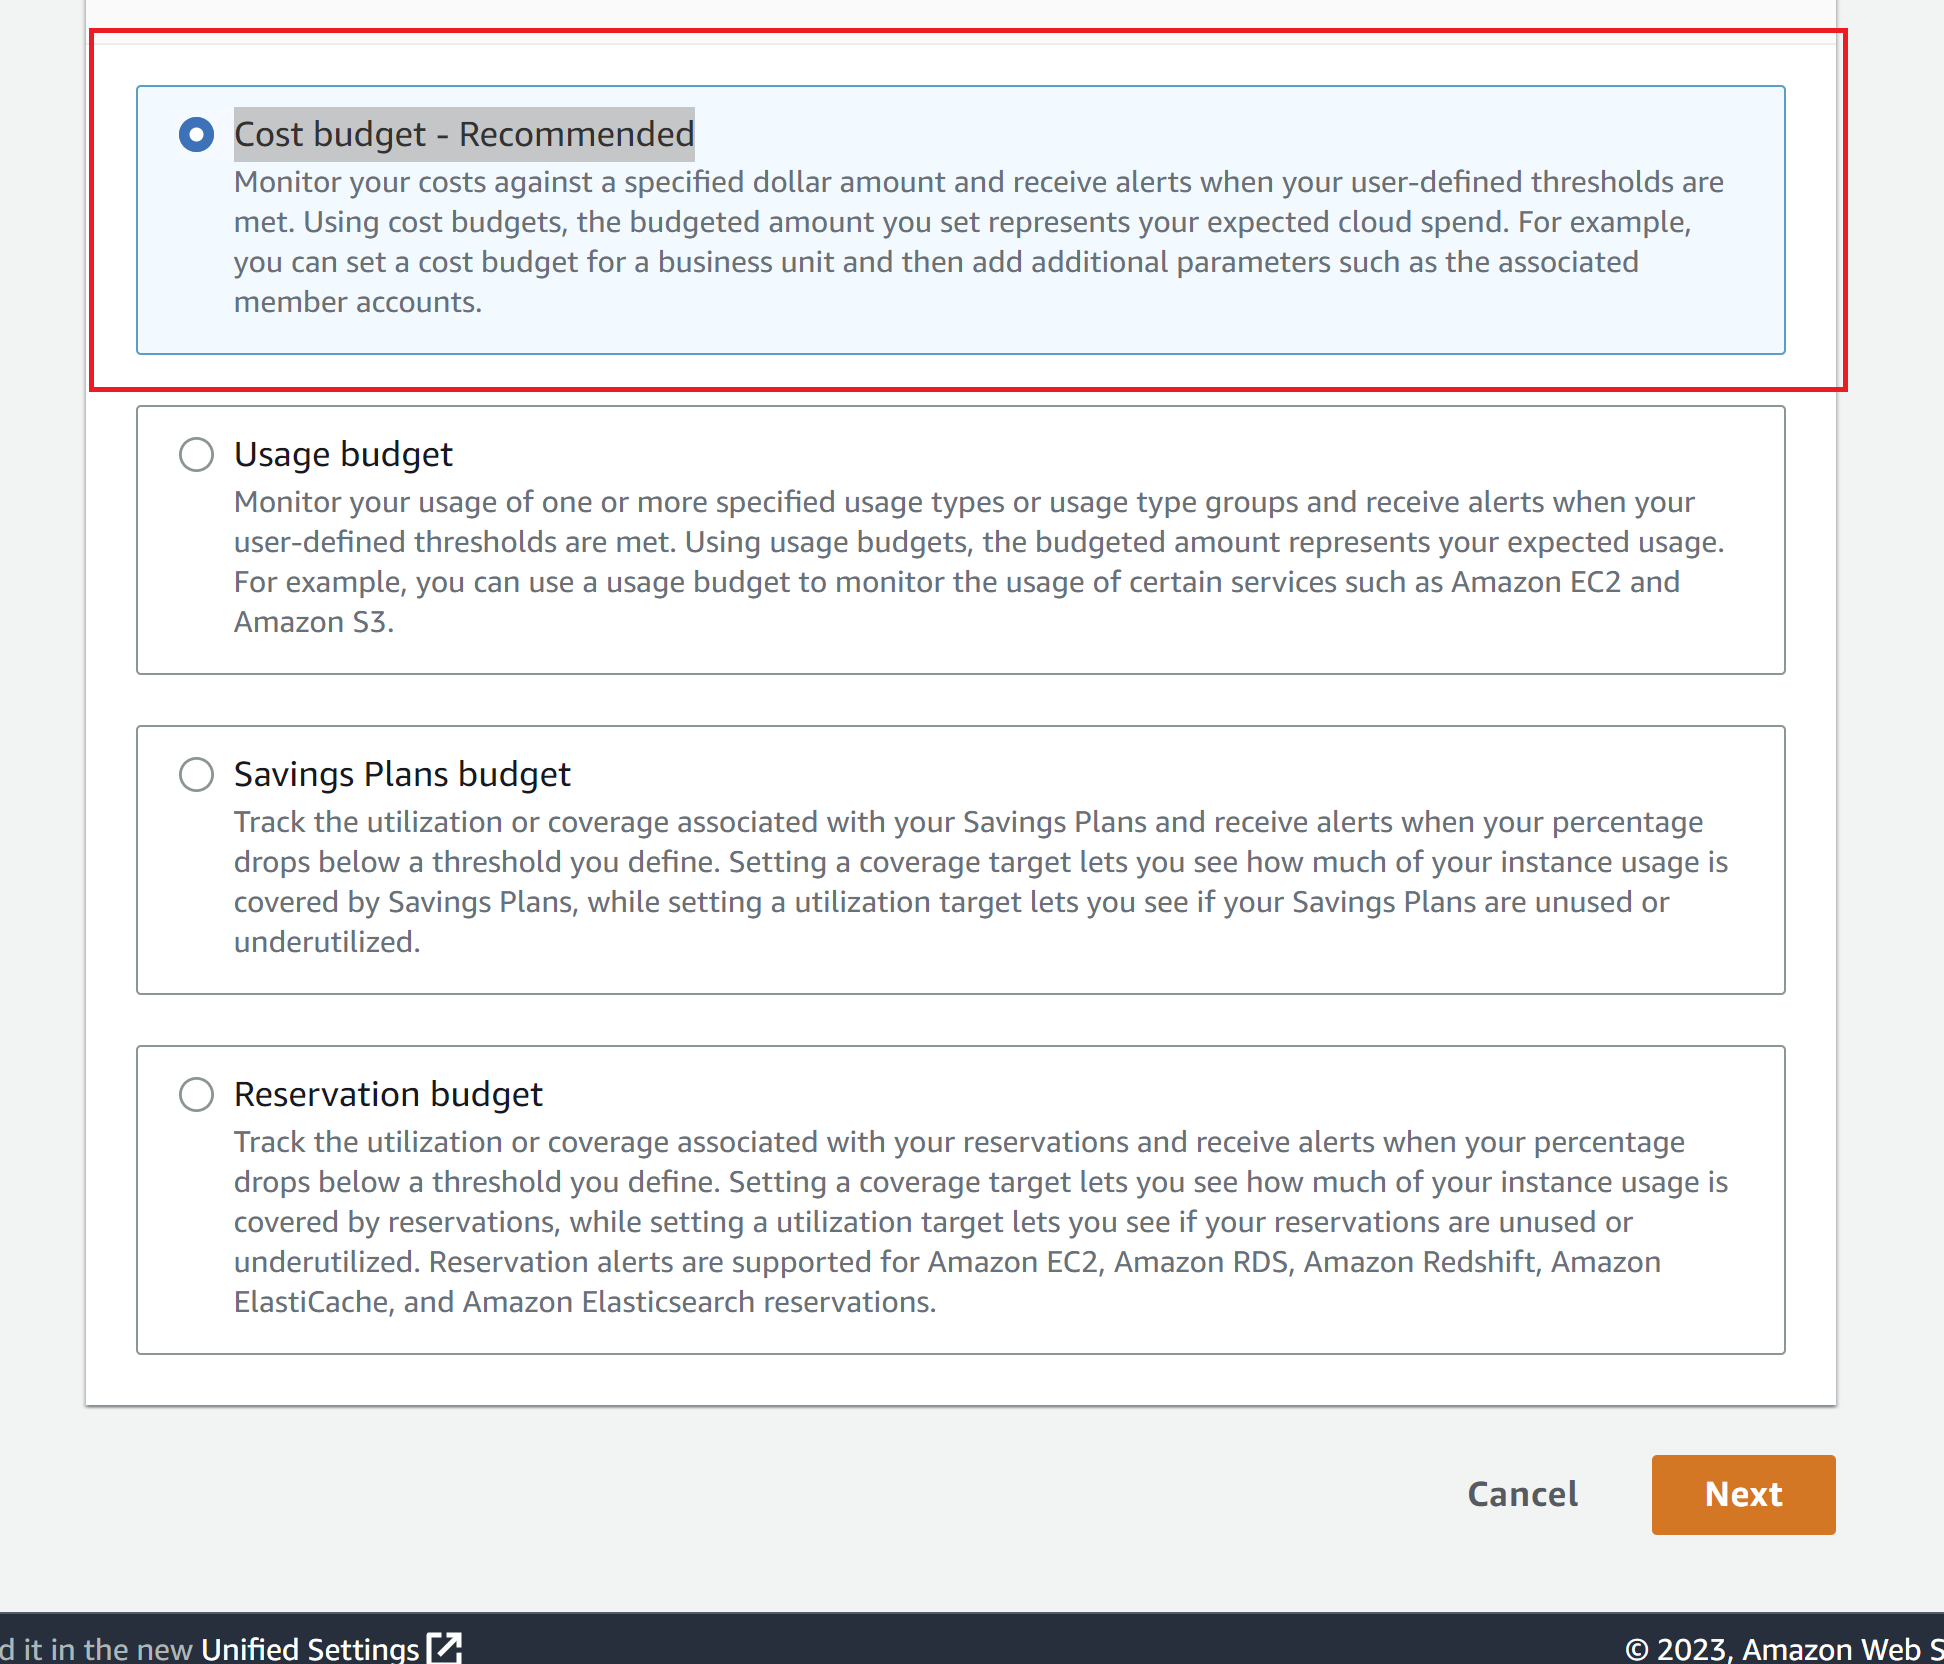 Cost budget - Recommended
Monitor your costs against a specified dollar amount and receive alerts when your user-defined thresholds are
met. Using cost budgets, the budgeted amount you set represents your expected cloud spend. For example,
you can set a cost budget for a business unit and then add additional parameters such as the associated
member accounts.
Usage budget
Monitor your usage of one or more specified usage types or usage type groups and receive alerts when your
user-defined thresholds are met. Using usage budgets, the budgeted amount represents your expected usage.
For example, you can use a usage budget to monitor the usage of certain services such as Amazon EC2 and
Amazon S3.
Savings Plans budget
Track the utilization or coverage associated with your Savings Plans and receive alerts when your percentage
drops below a threshold you define. Setting a coverage target lets you see how much of your instance usage is
covered by Savings Plans, while setting a utilization target lets you see if your Savings Plans are unused or
underutilized.
Reservation budget
Track the utilization or coverage associated with your reservations and receive alerts when your percentage
drops below a threshold you define. Setting a coverage target lets you see how much of your instance usage is
covered by reservations, while setting a utilization target lets you see if your reservations are unused or
underutilized. Reservation alerts are supported for Amazon EC2, Amazon RDS, Amazon Redshift, Amazon
ElastiCache, and Amazon Elasticsearch reservations.
Cancel Next
d it in the new Unified Settings © 2023, Amazon Web S